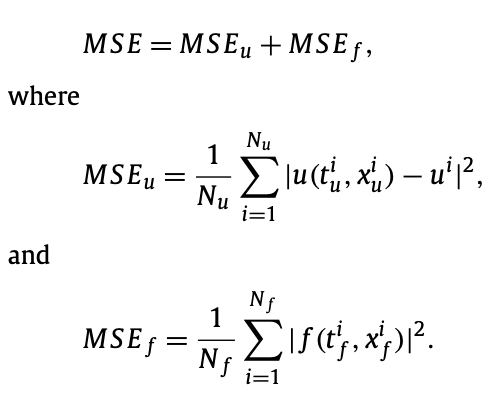 $MSE = MSE_u + MSE_f,$
where
$MSE_u = \frac{1}{N_u} \sum_{i=1}^{N_u} |u(t_u^i, x_u^i) - u^i|^2,$
and
$MSE_f = \frac{1}{N_f} \sum_{i=1}^{N_f} |f(t_f^i, x_f^i)|^2.$